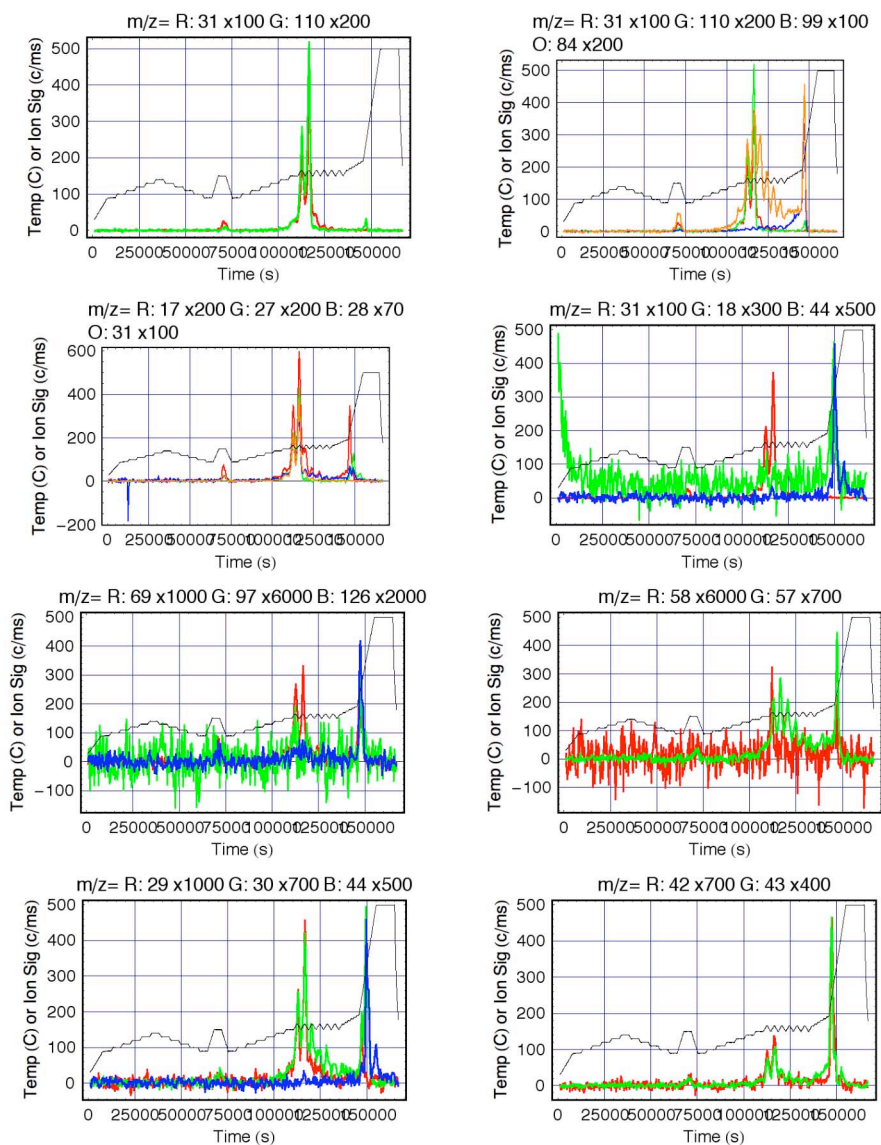 m/z= R: 31 x100 G: 110 x200
500
400
300
200
100
0
Temp (C) or Ion Sig (c/ms)
0 25000 50000 75000 100000 125000 150000
Time (s)
m/z= R: 31 x100 G: 110 x200 B: 99 x100
O: 84 x200
500
400
300
200
100
0
Temp (C) or Ion Sig (c/ms)
0 25000 50000 75000 100000 125000 150000
Time (s)
m/z= R: 17 x200 G: 27 x200 B: 28 x70
O: 31 x100
600
400
200
0
−200
Temp (C) or Ion Sig (c/ms)
0 25000 50000 75000 100000 125000 150000
Time (s)
m/z= R: 31 x100 G: 18 x300 B: 44 x500
500
400
300
200
100
0
Temp (C) or Ion Sig (c/ms)
0 25000 50000 75000 100000 125000 150000
Time (s)
m/z= R: 69 x1000 G: 97 x6000 B: 126 x2000
500
400
300
200
100
0
−100
Temp (C) or Ion Sig (c/ms)
0 25000 50000 75000 100000 125000 150000
Time (s)
m/z= R: 58 x6000 G: 57 x700
500
400
300
200
100
0
−100
Temp (C) or Ion Sig (c/ms)
0 25000 50000 75000 100000 125000 150000
Time (s)
m/z= R: 29 x1000 G: 30 x700 B: 44 x500
500
400
300
200
100
0
Temp (C) or Ion Sig (c/ms)
0 25000 50000 75000 100000 125000 150000
Time (s)
m/z= R: 42 x700 G: 43 x400
500
400
300
200
100
0
Temp (C) or Ion Sig (c/ms)
0 25000 50000 75000 100000 125000 150000
Time (s)